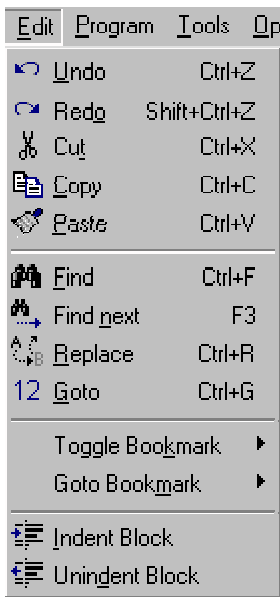 Edit Program Tools Op
Undo Ctrl+Z
Redo Shift+Ctrl+Z
Cut Ctrl+X
Copy Ctrl+C
Paste Ctrl+V
Find Ctrl+F
Find next F3
A B Replace Ctrl+R
12 Goto Ctrl+G
Toggle Bookmark
Goto Bookmark
Indent Block
Unindent Block